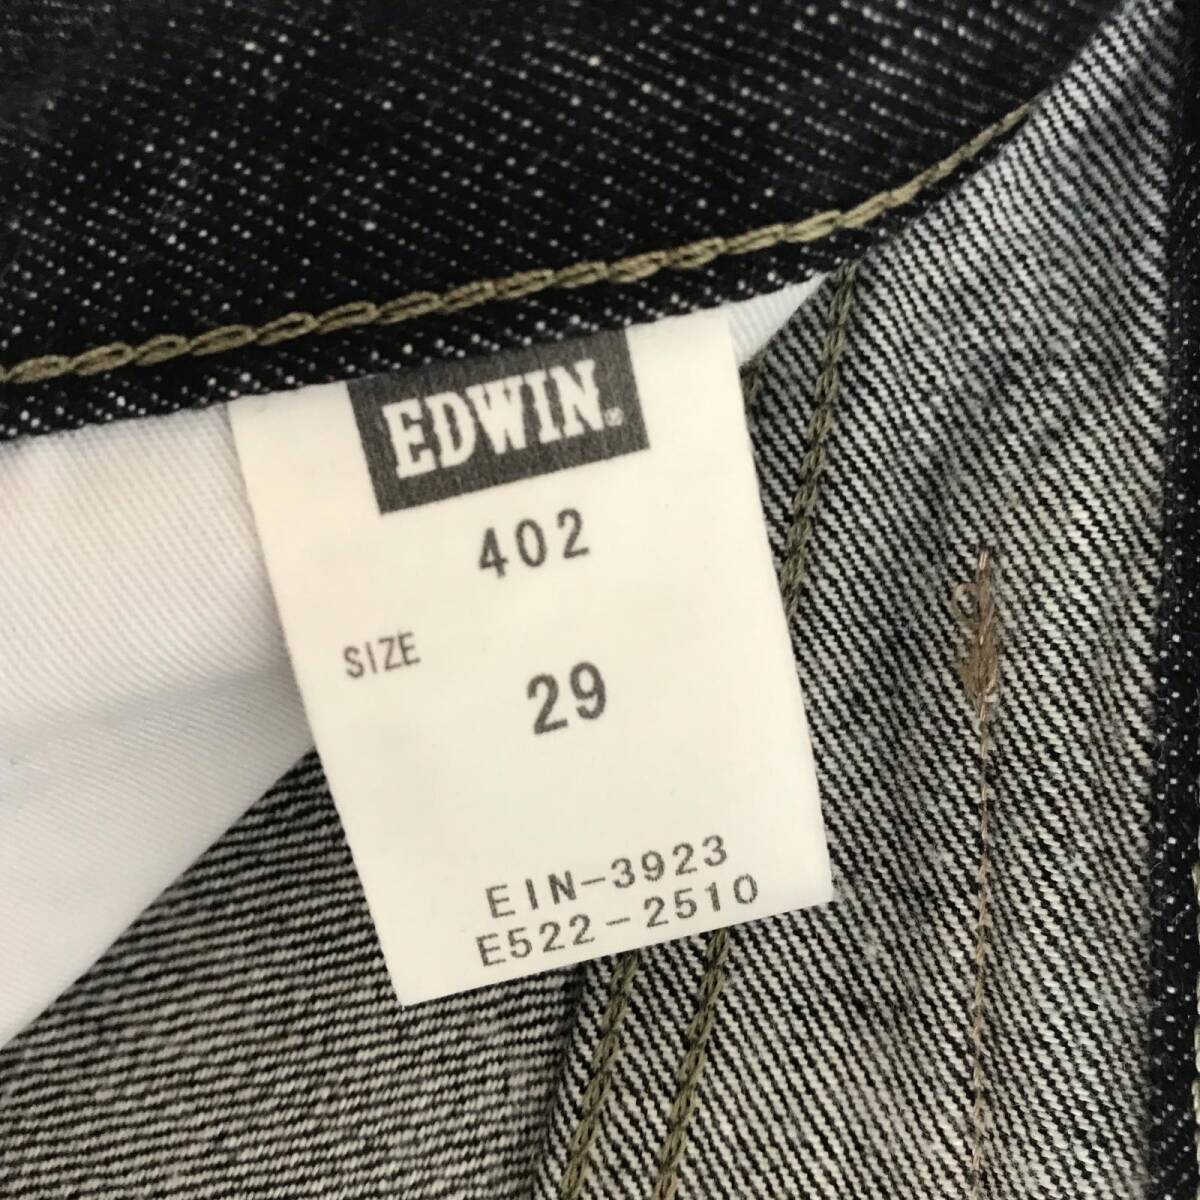 EDWIN
402
SIZE
29
EIN-3923
E522-2510